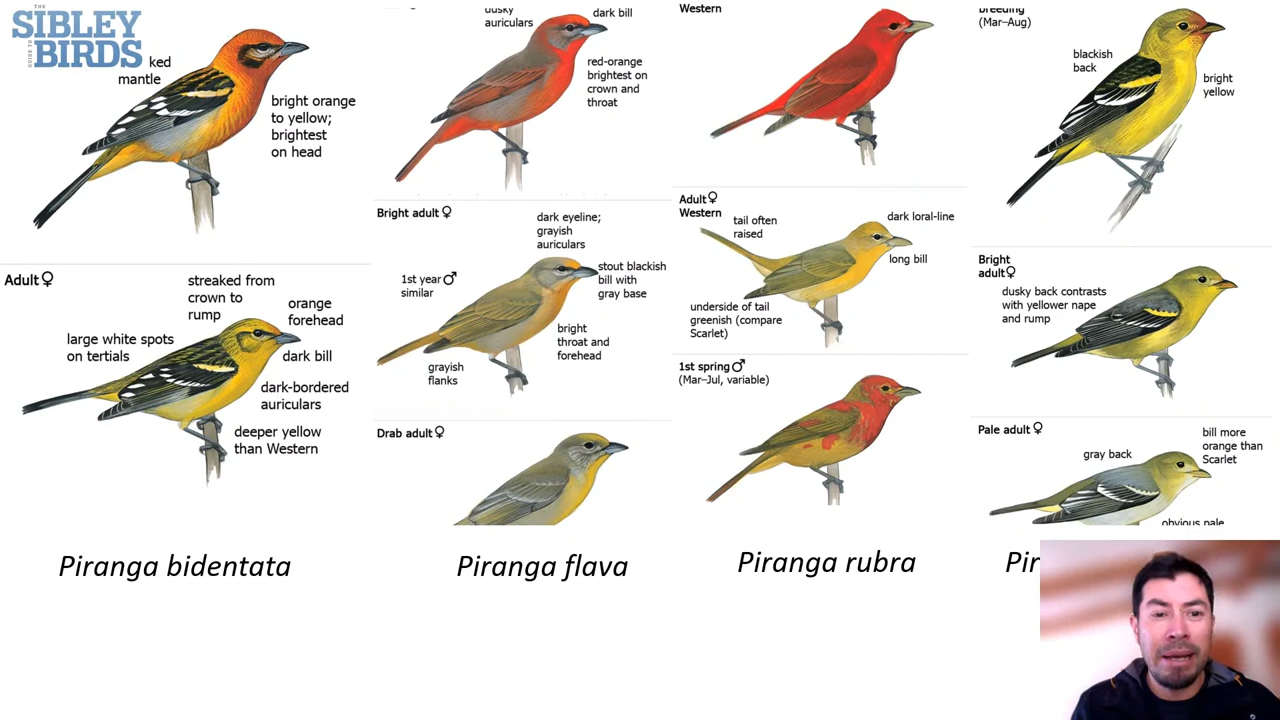 THE
SIBLEY
GUIDE TO
BIRDS
ked
mantle
bright orange
to yellow;
brightest
on head
Adult♀
streaked from
crown to
rump
orange
forehead
large white spots
on tertials
dark bill
dark-bordered
auriculars
deeper yellow
than Western
Piranga bidentata
dusky
auriculars
dark bill
red-orange
brightest on
crown and
throat
Bright adult ♀
dark eyeline;
grayish
auriculars
1st year ♂
similar
stout blackish
bill with
gray base
bright
throat and
forehead
grayish
flanks
Drab adult ♀
Piranga flava
Western
Adult♀
Western
tail often
raised
dark loral-line
long bill
underside of tail
greenish (compare
Scarlet)
1st spring♂
(Mar–Jul, variable)
Piranga rubra
breeding
(Mar–Aug)
blackish
back
bright
yellow
Bright
adult♀
dusky back contrasts
with yellower nape
and rump
Pale adult ♀
gray back
bill more
orange than
Scarlet
obvious pale
Pir